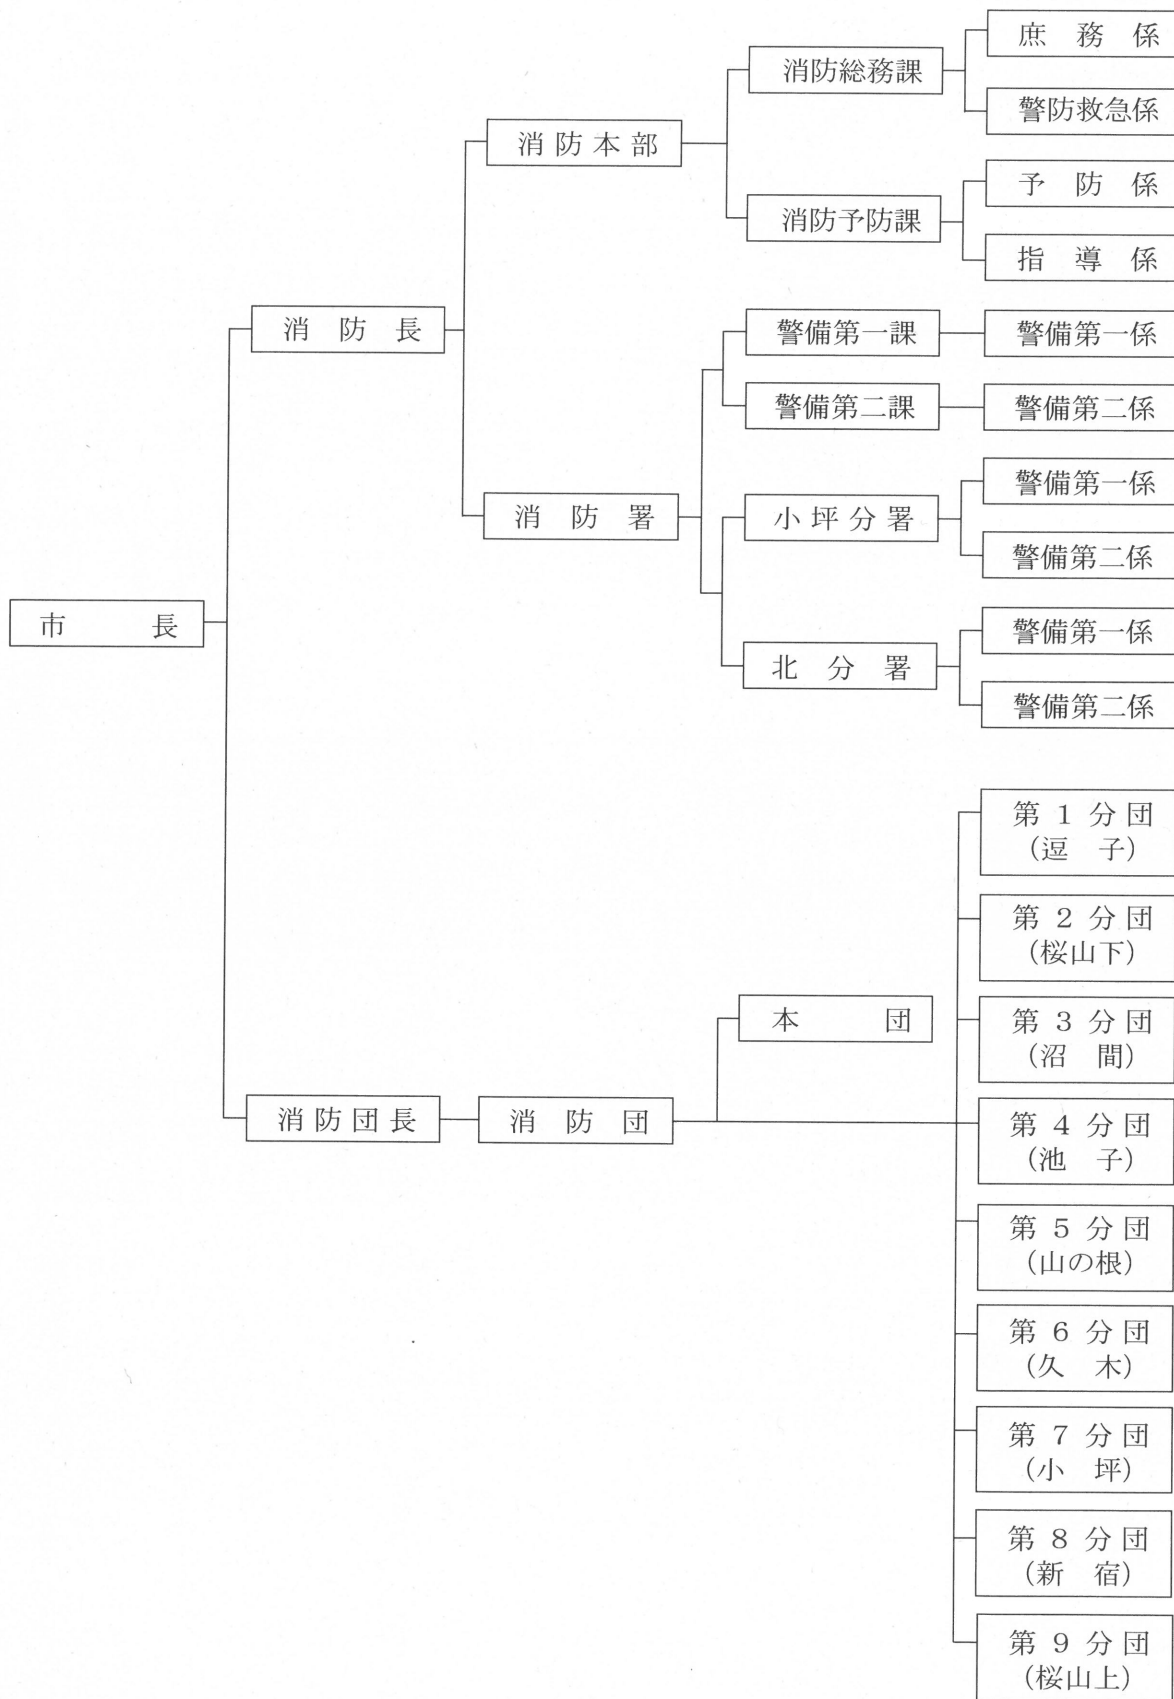 市長
消防長
消防本部
消防総務課
庶務係
警防救急係
消防予防課
予防係
指導係
消防署
警備第一課
警備第一係
警備第二課
警備第二係
小坪分署
警備第一係
警備第二係
北分署
警備第一係
警備第二係
消防団長
消防団
本団
第1分団
(逗子)
第2分団
(桜山下)
第3分団
(沼間)
第4分団
(池子)
第5分団
(山の根)
第6分団
(久木)
第7分団
(小坪)
第8分団
(新宿)
第9分団
(桜山上)